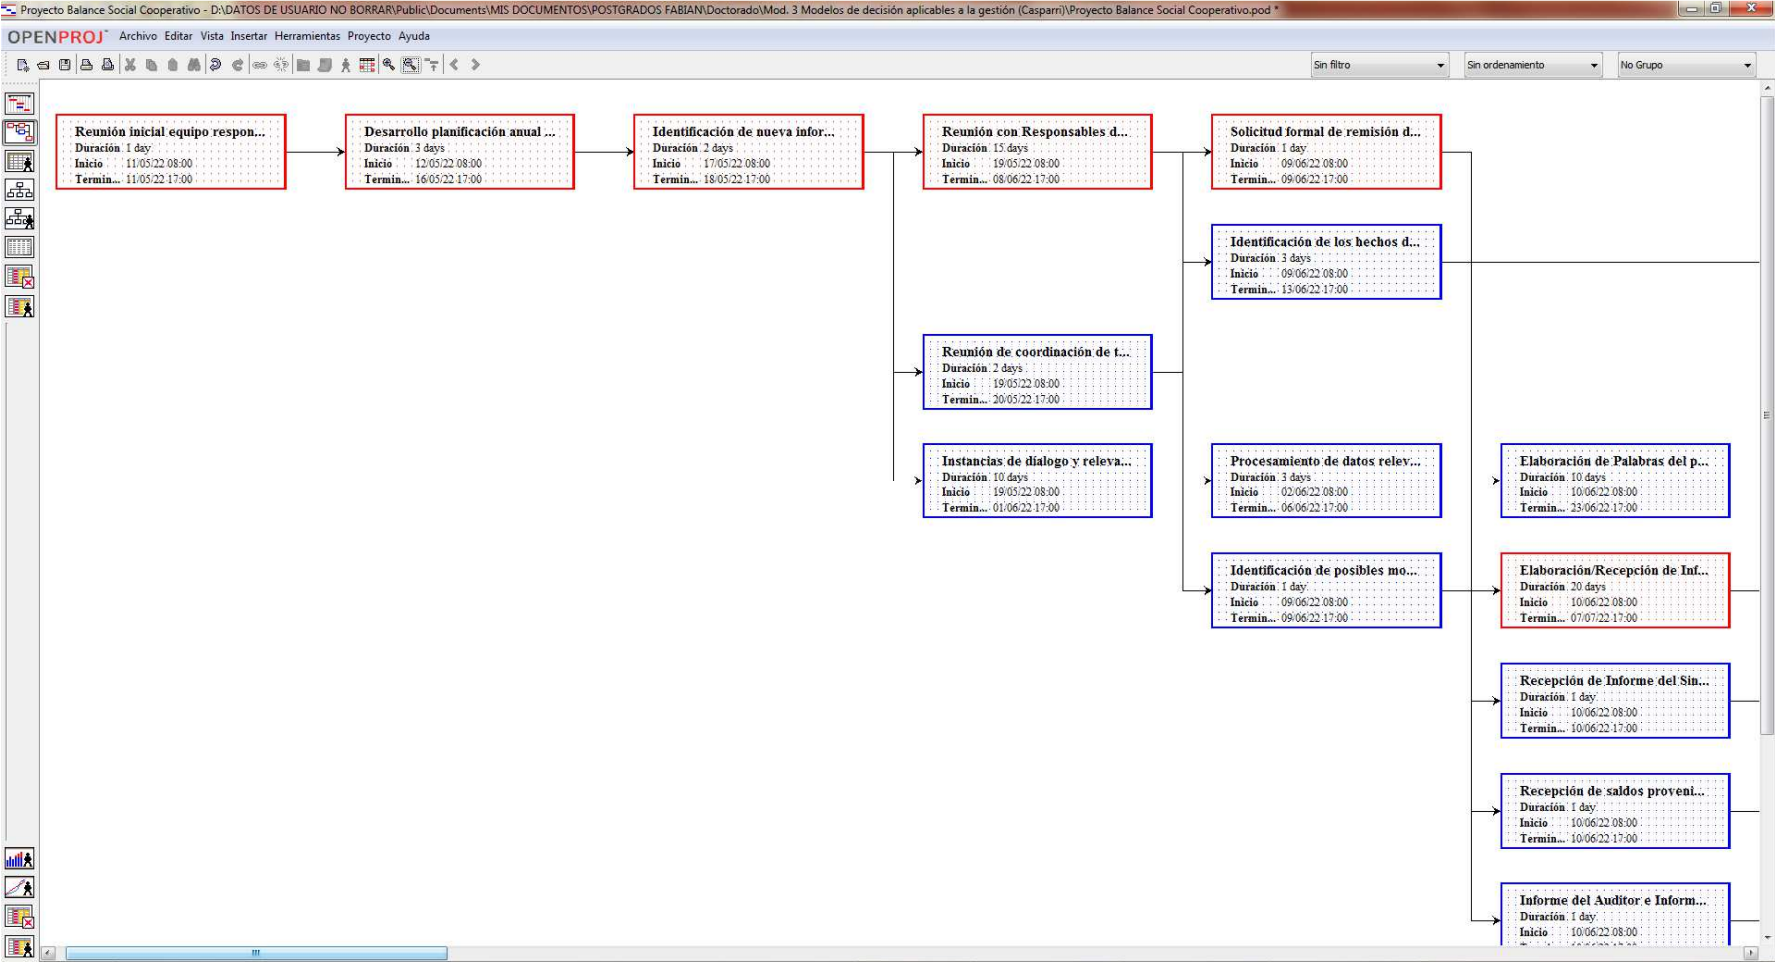 Proyecto Balance Social Cooperativo - D:\DATOS DE USUARIO NO BORRAR\Public\Documents\MIS DOCUMENTOS\POSTGRADOS FABIAN\Doctorado\Mod. 3 Modelos de decisión aplicables a la gestión (Casparri)\Proyecto Balance Social Cooperativo.pod *
OPENPROJ Archivo Editar Vista Insertar Herramientas Proyecto Ayuda
Sin filtro Sin ordenamiento No Grupo
Reunión inicial equipo respon...
Duración 1 day
Inicio 11/05/22 08:00
Termin... 11/05/22 17:00
Desarrollo planificación anual ...
Duración 3 days
Inicio 12/05/22 08:00
Termin... 16/05/22 17:00
Identificación de nueva infor...
Duración 2 days
Inicio 17/05/22 08:00
Termin... 18/05/22 17:00
Reunión con Responsables d...
Duración 15 days
Inicio 19/05/22 08:00
Termin... 08/06/22 17:00
Solicitud formal de remisión d...
Duración 1 day
Inicio 09/06/22 08:00
Termin... 09/06/22 17:00
Identificación de los hechos d...
Duración 3 days
Inicio 09/06/22 08:00
Termin... 13/06/22 17:00
Reunión de coordinación de t...
Duración 2 days
Inicio 19/05/22 08:00
Termin... 20/05/22 17:00
Instancias de diálogo y releva...
Duración 10 days
Inicio 19/05/22 08:00
Termin... 01/06/22 17:00
Procesamiento de datos relev...
Duración 3 days
Inicio 02/06/22 08:00
Termin... 06/06/22 17:00
Elaboración de Palabras del p...
Duración 10 days
Inicio 10/06/22 08:00
Termin... 23/06/22 17:00
Identificación de posibles mo...
Duración 1 day
Inicio 09/06/22 08:00
Termin... 09/06/22 17:00
Elaboración/Recepción de Inf...
Duración 20 days
Inicio 10/06/22 08:00
Termin... 07/07/22 17:00
Recepción de Informe del Sin...
Duración 1 day
Inicio 10/06/22 08:00
Termin... 10/06/22 17:00
Recepción de saldos proveni...
Duración 1 day
Inicio 10/06/22 08:00
Termin... 10/06/22 17:00
Informe del Auditor e Inform...
Duración 1 day
Inicio 10/06/22 08:00